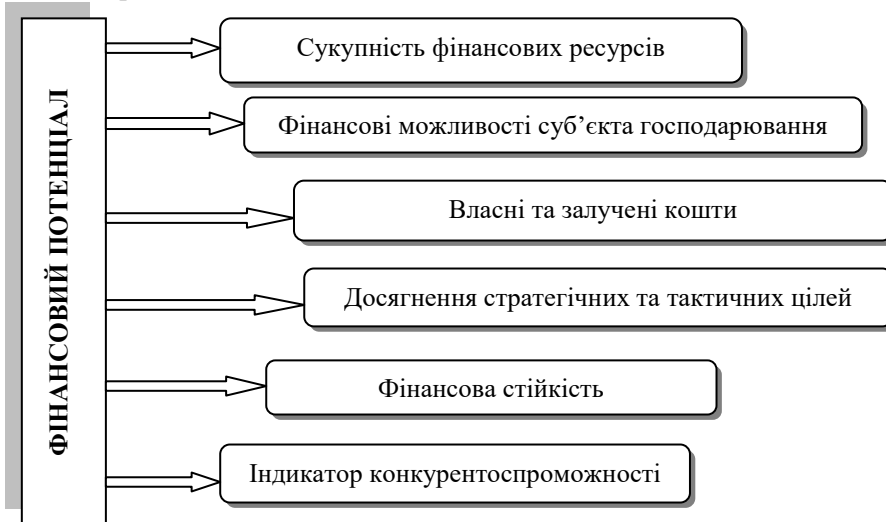 ФІНАНСОВИЙ ПОТЕНЦІАЛ
Сукупність фінансових ресурсів
Фінансові можливості суб’єкта господарювання
Власні та залучені кошти
Досягнення стратегічних та тактичних цілей
Фінансова стійкість
Індикатор конкурентоспроможності